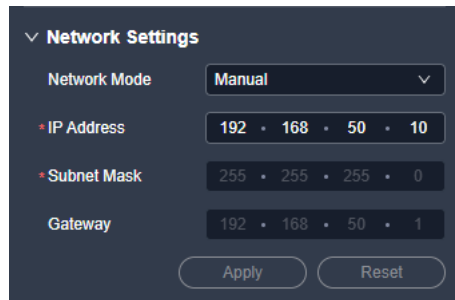 Network Settings
Network Mode Manual
* IP Address 192 • 168 • 50 • 10
* Subnet Mask 255 • 255 • 255 • 0
Gateway 192 • 168 • 50 • 1
Apply Reset